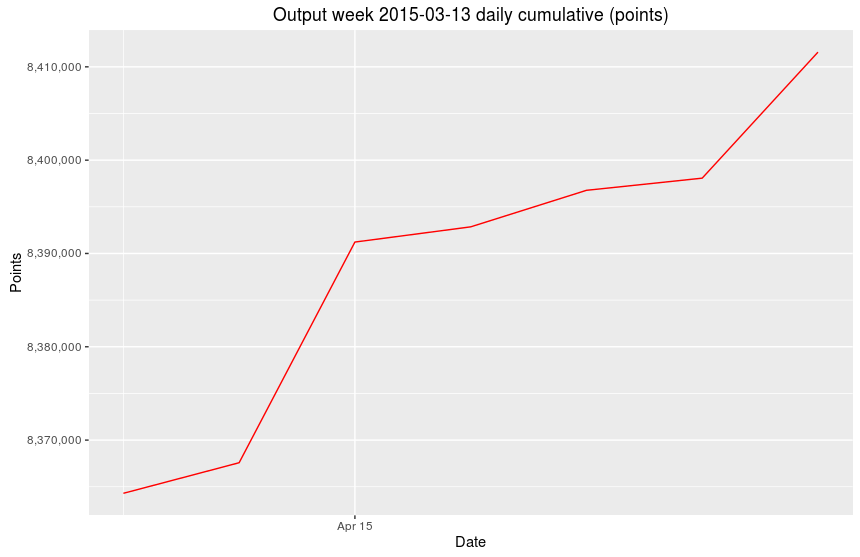 Output week 2015-03-13 daily cumulative (points)
8,410,000
8,400,000
8,390,000
8,380,000
8,370,000
Points
Apr 15
Date